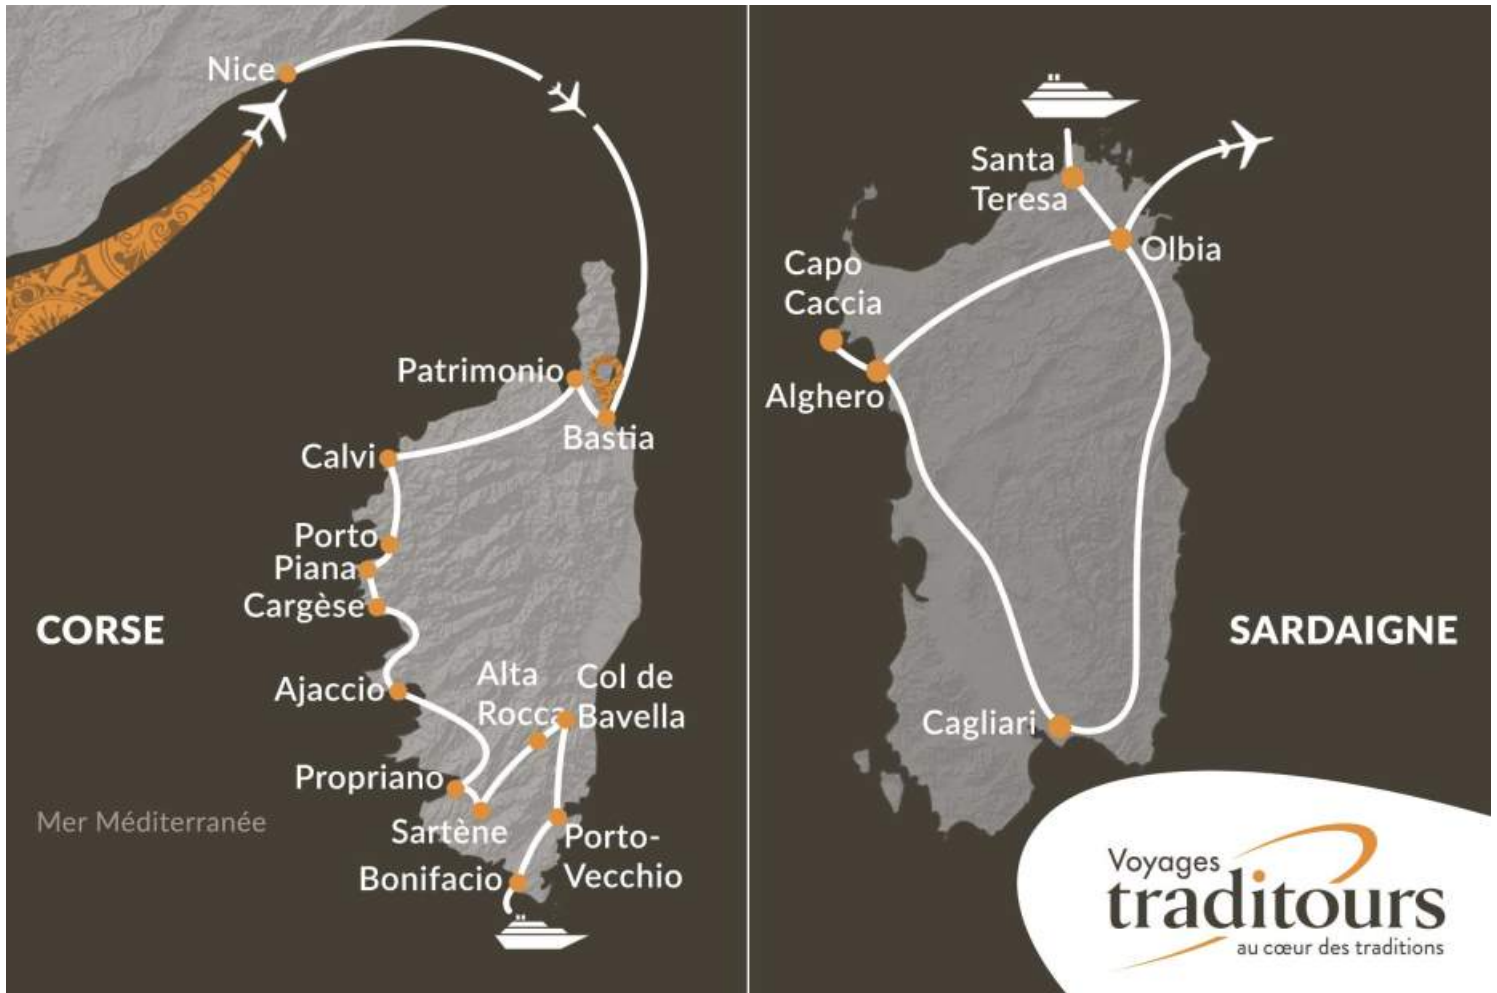 Nice
Patrimonio
Bastia
Calvi
Porto
Piana
Cargèse
CORSE
Ajaccio
Alta
Rocca
Col de
Bavella
Propriano
Mer Méditerranée
Sartène
Porto-
Vecchio
Bonifacio
Santa
Teresa
Olbia
Capo
Caccia
Alghero
SARDAIGNE
Cagliari
Voyages
traditours
au cœur des traditions